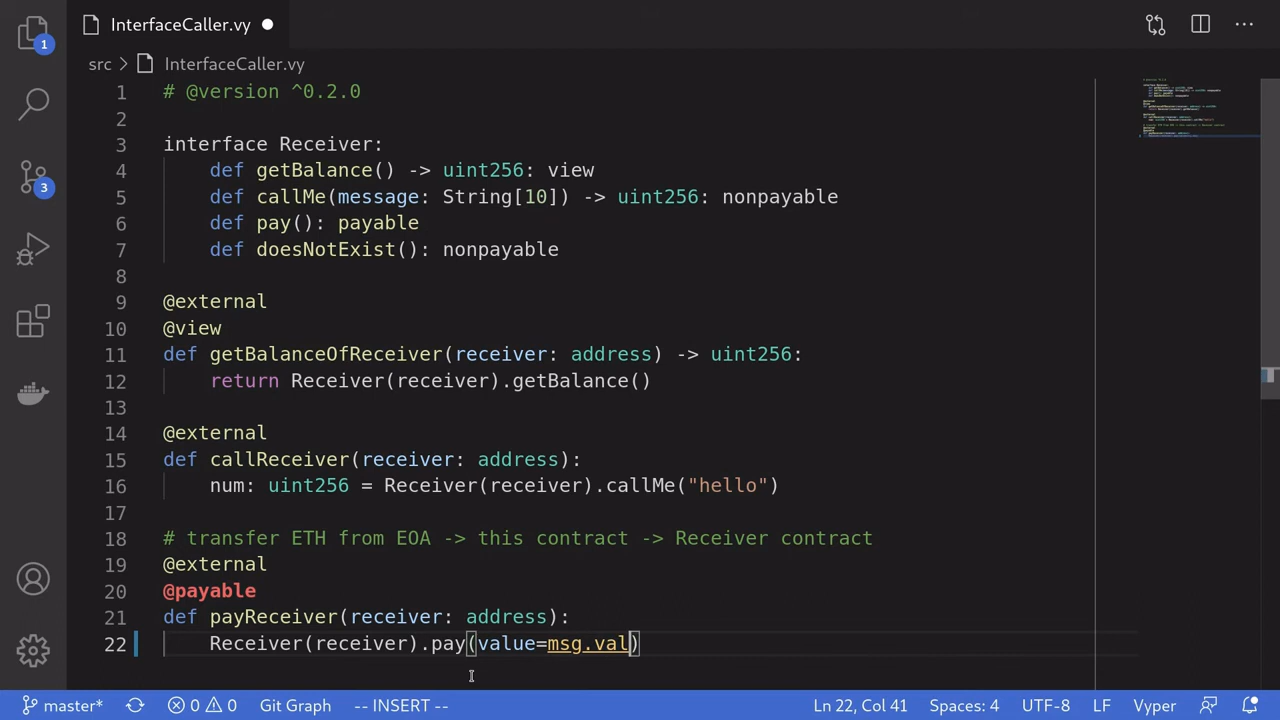 InterfaceCaller.vy
src > InterfaceCaller.vy
1
1 # @version ^0.2.0
2
3 interface Receiver:
4 def getBalance() -> uint256: view
5 def callMe(message: String[10]) -> uint256: nonpayable
6 def pay(): payable
7 def doesNotExist(): nonpayable
8
9 @external
10 @view
11 def getBalanceOfReceiver(receiver: address) -> uint256:
12 return Receiver(receiver).getBalance()
13
14 @external
15 def callReceiver(receiver: address):
16 num: uint256 = Receiver(receiver).callMe("hello")
17
18 # transfer ETH from EOA -> this contract -> Receiver contract
19 @external
20 @payable
21 def payReceiver(receiver: address):
22 Receiver(receiver).pay(value=msg.val)
3
master* 0 0 Git Graph -- INSERT -- Ln 22, Col 41 Spaces: 4 UTF-8 LF Vyper